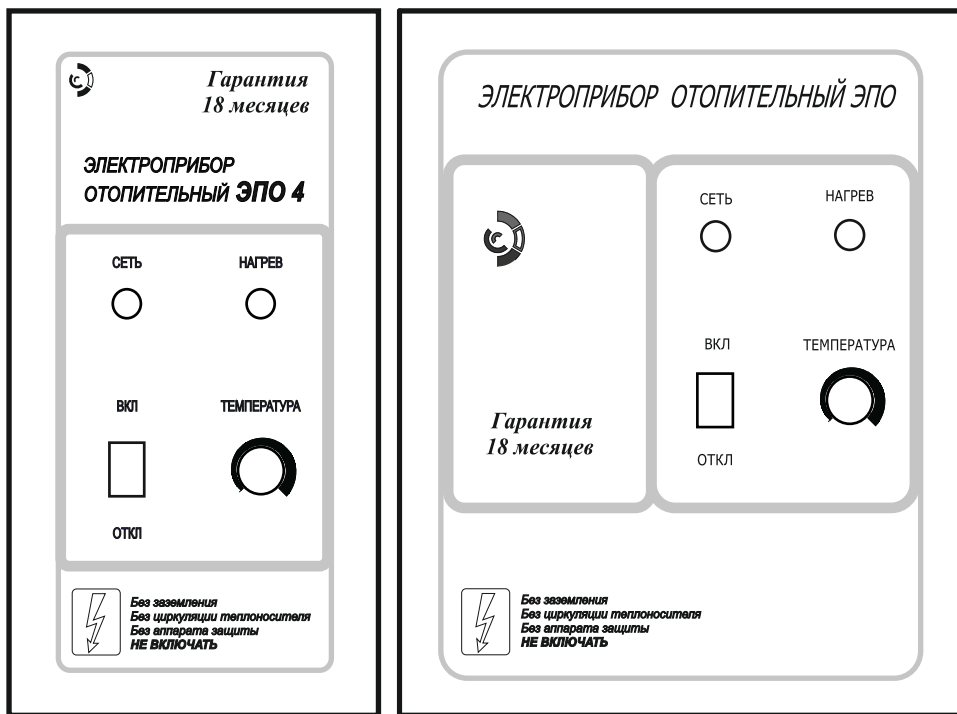 Гарантия
18 месяцев
ЭЛЕКТРОПРИБОР
ОТОПИТЕЛЬНЫЙ ЭПО 4
СЕТЬ НАГРЕВ
ВКЛ ТЕМПЕРАТУРА
ОТКЛ
Без заземления
Без циркуляции теплоносителя
Без аппарата защиты
НЕ ВКЛЮЧАТЬ
ЭЛЕКТРОПРИБОР ОТОПИТЕЛЬНЫЙ ЭПО
СЕТЬ НАГРЕВ
ВКЛ ТЕМПЕРАТУРА
Гарантия
18 месяцев
ОТКЛ
Без заземления
Без циркуляции теплоносителя
Без аппарата защиты
НЕ ВКЛЮЧАТЬ